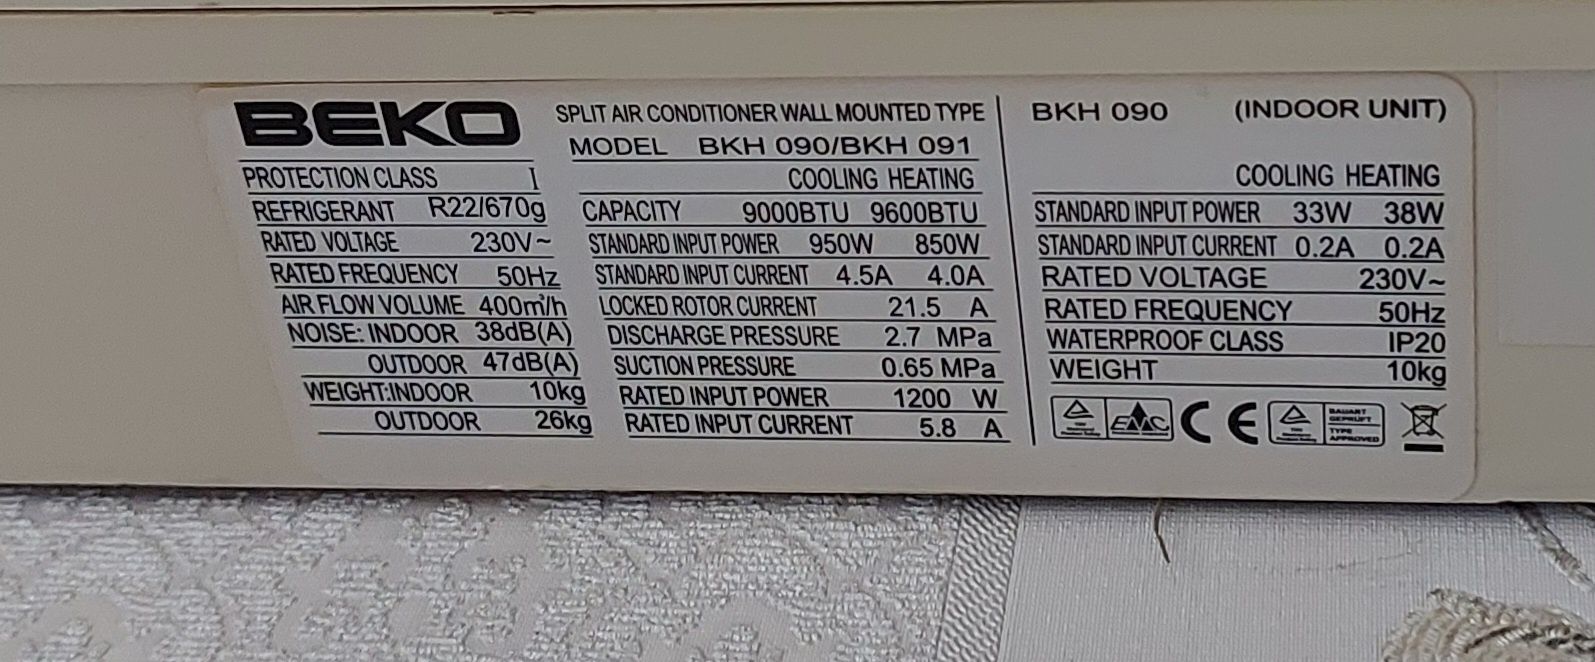 BEKO
PROTECTION CLASS I
REFRIGERANT R22/670g
RATED VOLTAGE 230V~
RATED FREQUENCY 50Hz
AIR FLOW VOLUME 400m³/h
NOISE: INDOOR 38dB(A)
OUTDOOR 47dB(A)
WEIGHT:INDOOR 10kg
OUTDOOR 26kg
SPLIT AIR CONDITIONER WALL MOUNTED TYPE
MODEL BKH 090/BKH 091
COOLING HEATING
CAPACITY 9000BTU 9600BTU
STANDARD INPUT POWER 950W 850W
STANDARD INPUT CURRENT 4.5A 4.0A
LOCKED ROTOR CURRENT 21.5 A
DISCHARGE PRESSURE 2.7 MPa
SUCTION PRESSURE 0.65 MPa
RATED INPUT POWER 1200 W
RATED INPUT CURRENT 5.8 A
BKH 090 (INDOOR UNIT)
COOLING HEATING
STANDARD INPUT POWER 33W 38W
STANDARD INPUT CURRENT 0.2A 0.2A
RATED VOLTAGE 230V~
RATED FREQUENCY 50Hz
WATERPROOF CLASS IP20
WEIGHT 10kg
EMC CE
BAUART
GEPRÜFT
TYPE
APPROVED